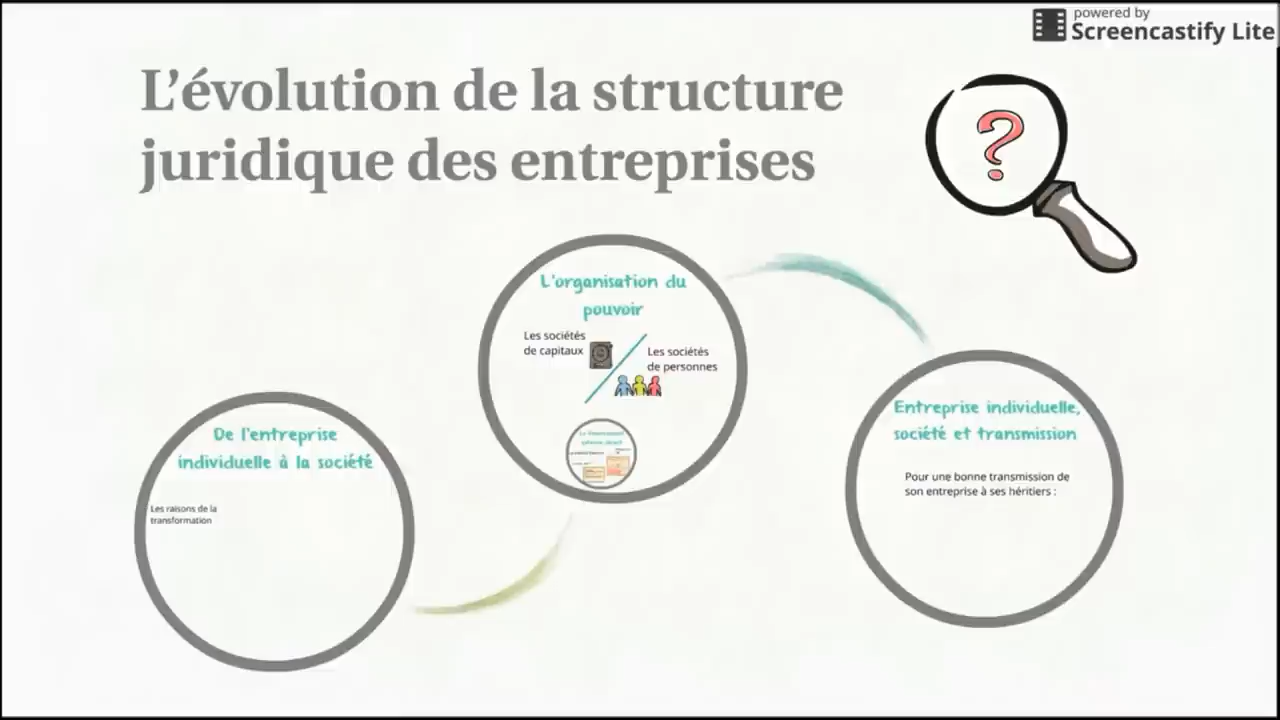 powered by
Screencastify Lite
L'évolution de la structure
juridique des entreprises
?
L'organisation du
pouvoir
Les sociétés
de capitaux
Les sociétés
de personnes
De l'entreprise
individuelle à la société
Les raisons de la
transformation
Entreprise individuelle,
société et transmission
Pour une bonne transmission de
son entreprise à ses héritiers :